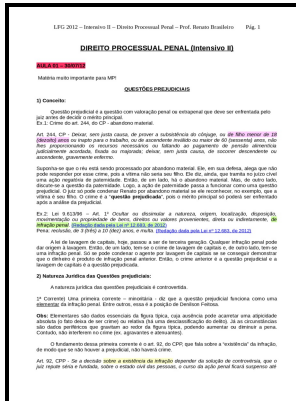 LFG 2012 – Intensivo II – Direito Processual Penal – Prof. Renato Brasileiro Pág. 1
DIREITO PROCESSUAL PENAL (Intensivo II)
AULA 01 – 30/07/12
Matéria muito importante para MP!
QUESTÕES PREJUDICIAIS
1) Conceito:
Questão prejudicial é a questão com valoração penal ou extrapenal que deve ser enfrentada pelo
juiz antes de decidir o mérito principal.
Ex.1: Crime do art. 244, do CP - abandono material.
Art. 244, CP - Deixar, sem justa causa, de prover a subsistência do cônjuge, ou de filho menor de 18
(dezoito) anos ou inapto para o trabalho, ou de ascendente inválido ou maior de 60 (sessenta) anos, não
lhes proporcionando os recursos necessários ou faltando ao pagamento de pensão alimentícia
judicialmente acordada, fixada ou majorada; deixar, sem justa causa, de socorrer descendente ou
ascendente, gravemente enfermo.
Suponha-se que o réu está sendo processado por abandono material. Ele, em sua defesa, alega que não
pode responder por esse crime, pois a vítima não seria seu filho. Ele diz, ainda, que tramita no juízo cível
uma ação negatória de paternidade. Então, de um lado, há o abandono material. Mas, de outro lado,
discute-se a questão da paternidade. Logo, a ação de paternidade passa a funcionar como uma questão
prejudicial. O juiz só pode condenar Renato por abandono material se ele reconhecer, no exemplo, que a
vítima o seu filho. O crime é a "questão prejudicada", pois o mérito principal só poderá ser enfrentado
após a análise da prejudicial.
Ex.2: Lei 9.613/98 – Art. 1º Ocultar ou dissimular a natureza, origem, localização, disposição,
movimentação ou propriedade de bens, direitos ou valores provenientes, direta ou indiretamente, de
infração penal. (Redação dada pela Lei nº 12.683, de 2012)
Pena: reclusão, de 3 (três) a 10 (dez) anos, e multa. (Redação dada pela Lei nº 12.683, de 2012)
A lei de lavagem de capitais, hoje, passou a ser de terceira geração. Qualquer infração penal pode
dar origem à lavagem. Então, de um lado, tem-se o crime de lavagem de capitais e, de outro lado, tem-se
uma infração penal. Só se pode condenar o agente por lavagem de capitais se se conseguir demonstrar
que o dinheiro é produto de infração penal anterior. Então, o crime anterior é a questão prejudicial e a
lavagem de capitais é a questão prejudicada.
2) Natureza Jurídica das Questões prejudiciais:
A natureza jurídica das questões prejudiciais é controvertida.
1ª Corrente) Uma primeira corrente – minoritária - diz que a questão prejudicial funciona como uma
elementar da infração penal. Entre outros, essa é a posição de Denilson Feitosa.
Obs: Elementares são dados essenciais da figura típica, cuja ausência pode acarretar uma atipicidade
absoluta (o fato deixa de ser crime) ou relativa (há uma desclassificação do delito). Já as circunstâncias
são dados periféricos que gravitam ao redor da figura típica, podendo aumentar ou diminuir a pena.
Contudo, não interferem no crime (ex. agravantes e atenuantes).
O fundamento dessa primeira corrente é o art. 92, do CPP, que fala sobre a "existência" da infração,
de modo que se não houver a prejudicial, não haverá crime.
Art. 92, CPP - Se a decisão sobre a existência da infração depender da solução de controvérsia, que o
juiz repute séria e fundada, sobre o estado civil das pessoas, o curso da ação penal ficará suspenso até